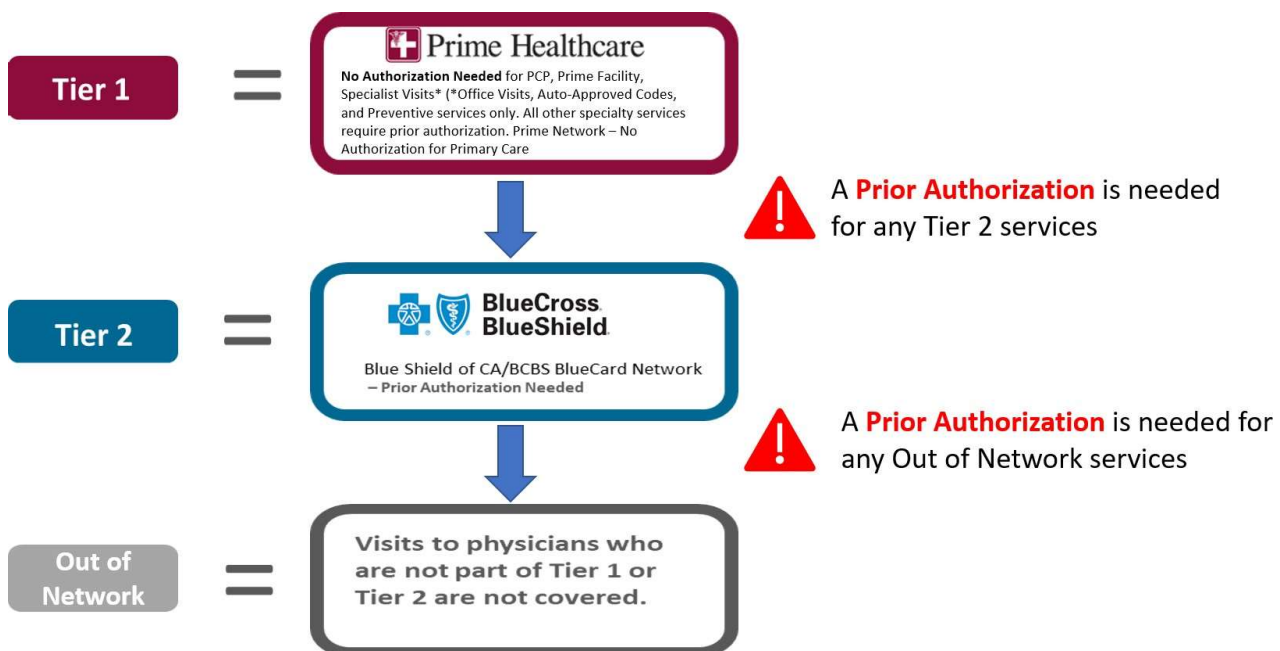 Prime Healthcare
Tier 1
=
No Authorization Needed for PCP, Prime Facility,
Specialist Visits* (*Office Visits, Auto-Approved Codes,
and Preventive services only. All other specialty services
require prior authorization. Prime Network – No
Authorization for Primary Care
A Prior Authorization is needed
for any Tier 2 services
Tier 2
=
BlueCross
BlueShield
Blue Shield of CA/BCBS BlueCard Network
– Prior Authorization Needed
A Prior Authorization is needed for
any Out of Network services
Out of
Network
=
Visits to physicians who
are not part of Tier 1 or
Tier 2 are not covered.